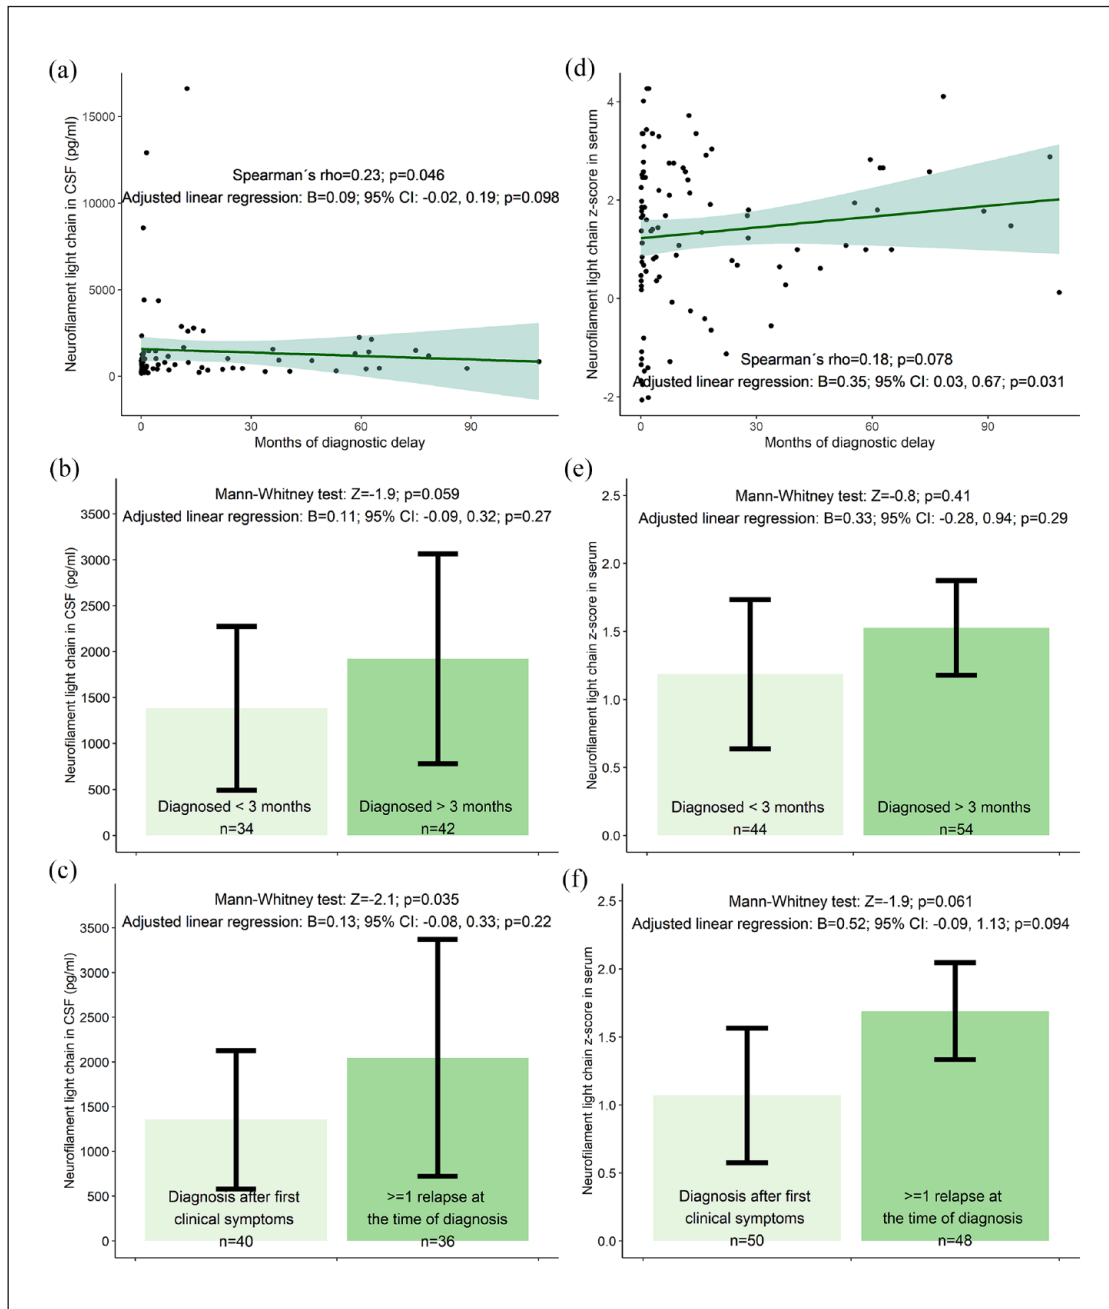 (a)
Neurofilament light chain in CSF (pg/ml)
15000
10000
5000
0
Spearman´s rho=0.23; p=0.046
Adjusted linear regression: B=0.09; 95% CI: -0.02, 0.19; p=0.098
0
30
60
90
Months of diagnostic delay
(b)
Neurofilament light chain in CSF (pg/ml)
3500
3000
2500
2000
1500
1000
500
0
Mann-Whitney test: Z=-1.9; p=0.059
Adjusted linear regression: B=0.11; 95% CI: -0.09, 0.32; p=0.27
Diagnosed < 3 months
n=34
Diagnosed > 3 months
n=42
(c)
Neurofilament light chain in CSF (pg/ml)
3500
3000
2500
2000
1500
1000
500
0
Mann-Whitney test: Z=-2.1; p=0.035
Adjusted linear regression: B=0.13; 95% CI: -0.08, 0.33; p=0.22
Diagnosis after first
clinical symptoms
n=40
>=1 relapse at
the time of diagnosis
n=36
(d)
Neurofilament light chain z-score in serum
4
2
0
-2
Spearman´s rho=0.18; p=0.078
Adjusted linear regression: B=0.35; 95% CI: 0.03, 0.67; p=0.031
0
30
60
90
Months of diagnostic delay
(e)
Neurofilament light chain z-score in serum
2.5
2.0
1.5
1.0
0.5
0.0
Mann-Whitney test: Z=-0.8; p=0.41
Adjusted linear regression: B=0.33; 95% CI: -0.28, 0.94; p=0.29
Diagnosed < 3 months
n=44
Diagnosed > 3 months
n=54
(f)
Neurofilament light chain z-score in serum
2.5
2.0
1.5
1.0
0.5
0.0
Mann-Whitney test: Z=-1.9; p=0.061
Adjusted linear regression: B=0.52; 95% CI: -0.09, 1.13; p=0.094
Diagnosis after first
clinical symptoms
n=50
>=1 relapse at
the time of diagnosis
n=48